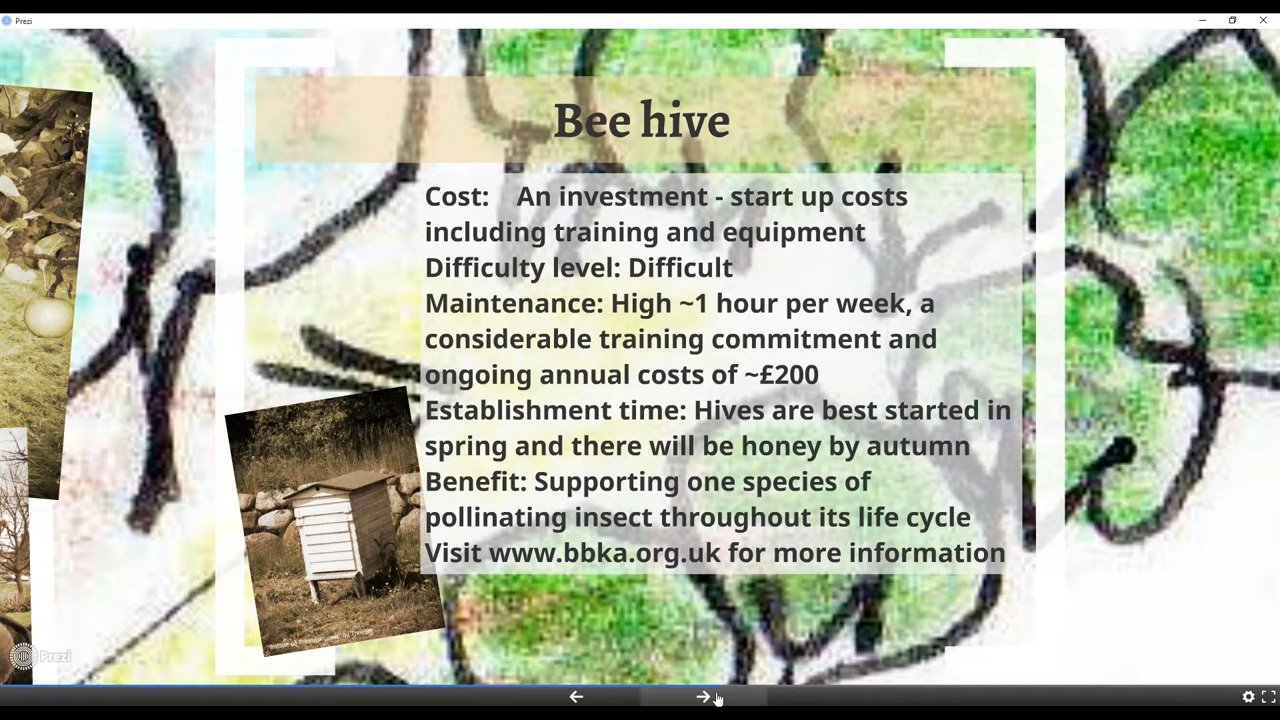 Prezi
Bee hive
Cost: An investment - start up costs
including training and equipment
Difficulty level: Difficult
Maintenance: High ~1 hour per week, a
considerable training commitment and
ongoing annual costs of ~£200
Establishment time: Hives are best started in
spring and there will be honey by autumn
Benefit: Supporting one species of
pollinating insect throughout its life cycle
Visit www.bbka.org.uk for more information
Prezi